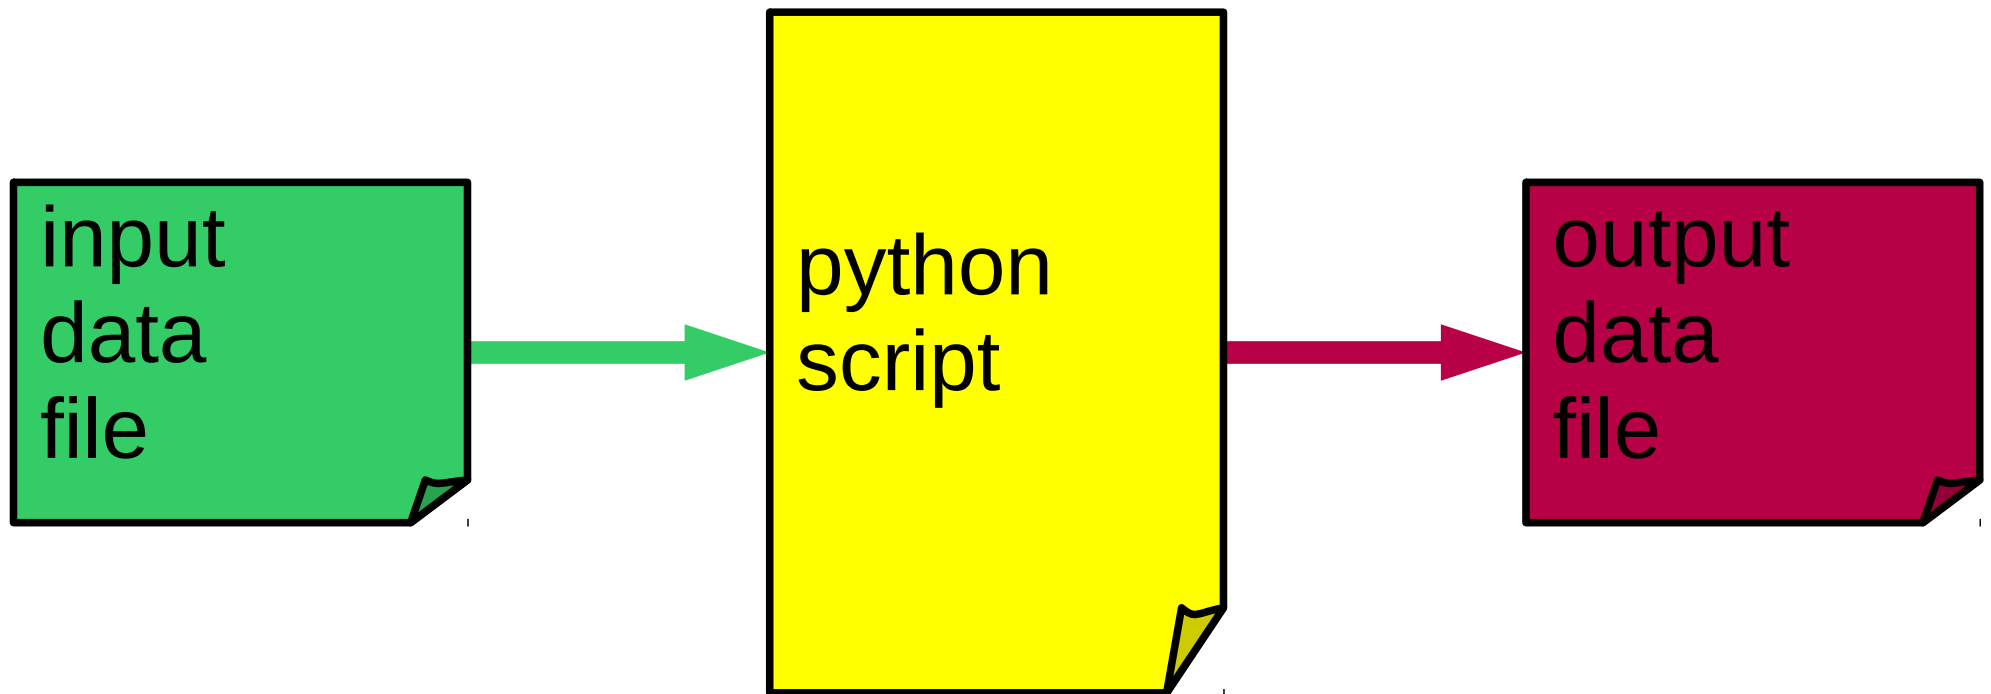 input
data
file
python
script
output
data
file